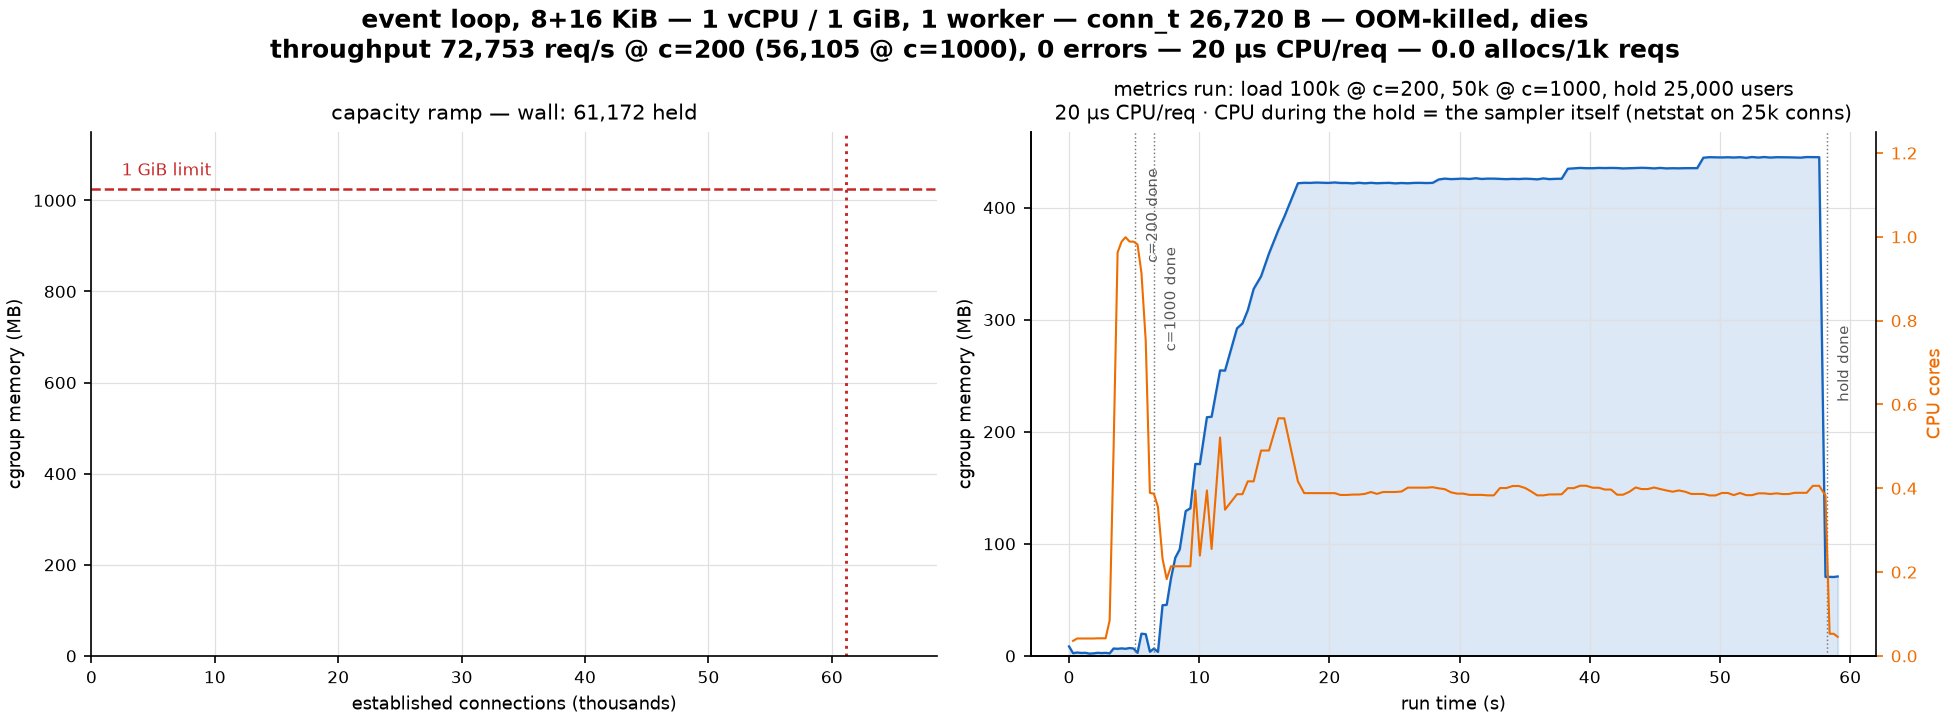 event loop, 8+16 KiB — 1 vCPU / 1 GiB, 1 worker — conn_t 26,720 B — OOM-killed, dies
throughput 72,753 req/s @ c=200 (56,105 @ c=1000), 0 errors — 20 µs CPU/req — 0.0 allocs/1k reqs
capacity ramp — wall: 61,172 held
1 GiB limit
cgroup memory (MB)
1000
800
600
400
200
0
0 10 20 30 40 50 60
established connections (thousands)
metrics run: load 100k @ c=200, 50k @ c=1000, hold 25,000 users
20 µs CPU/req · CPU during the hold = the sampler itself (netstat on 25k conns)
cgroup memory (MB)
400
300
200
100
0
c=200 done
c=1000 done
hold done
1.2
1.0
0.8
0.6
0.4
0.2
0.0
CPU cores
0 10 20 30 40 50 60
run time (s)